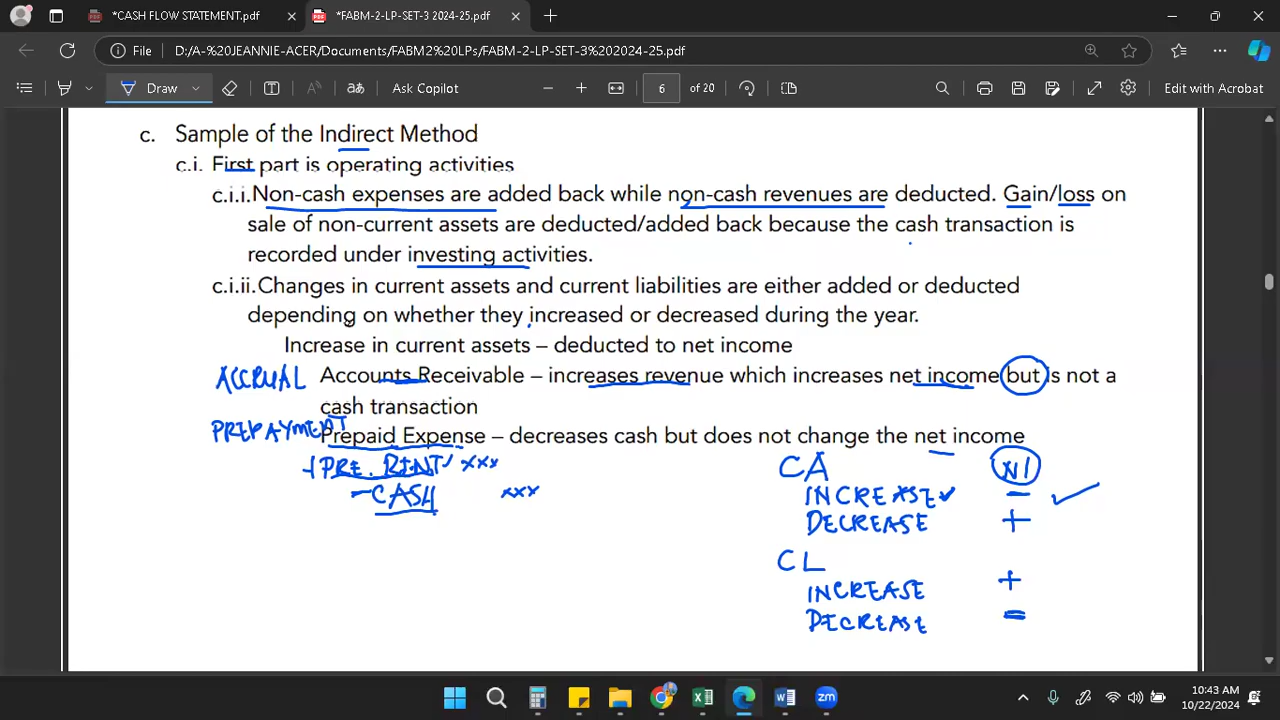 *CASH FLOW STATEMENT.pdf
*FABM-2-LP-SET-3 2024-25.pdf
File
D:/A-%20JEANNIE-ACER/Documents/FABM2%20LPs/FABM-2-LP-SET-3%202024-25.pdf
Draw
Ask Copilot
6 of 20
Edit with Acrobat
c. Sample of the Indirect Method
c.i. First part is operating activities
c.i.i.Non-cash expenses are added back while non-cash revenues are deducted. Gain/loss on
sale of non-current assets are deducted/added back because the cash transaction is
recorded under investing activities.
c.i.ii.Changes in current assets and current liabilities are either added or deducted
depending on whether they increased or decreased during the year.
Increase in current assets – deducted to net income
ACCRUAL Accounts Receivable – increases revenue which increases net income but is not a
cash transaction
PREPAYMENT Prepaid Expense – decreases cash but does not change the net income
+PRE. RENT xxx
-CASH xxx
CA NI
INCREASE -
DECREASE +
CL
INCREASE +
DECREASE =
10:43 AM
10/22/2024